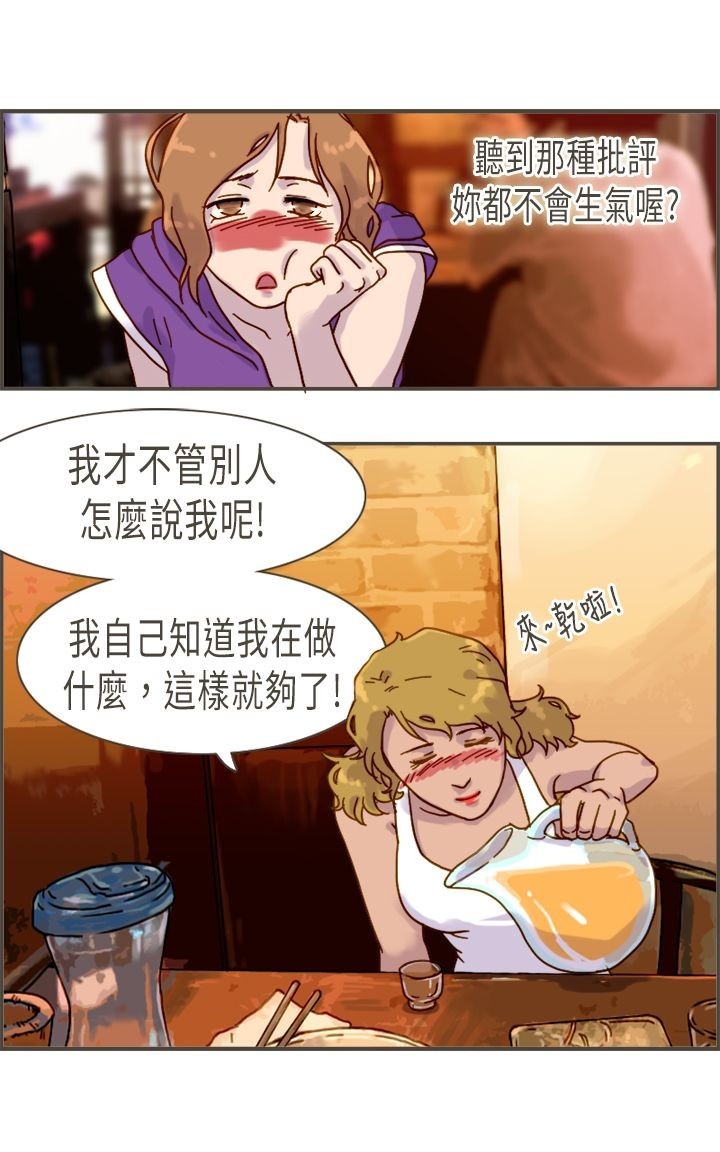 聽到那種批評
妳都不會生氣喔?
我才不管別人
怎麼說我呢!
我自己知道我在做
什麼，這樣就夠了!
來~乾啦!